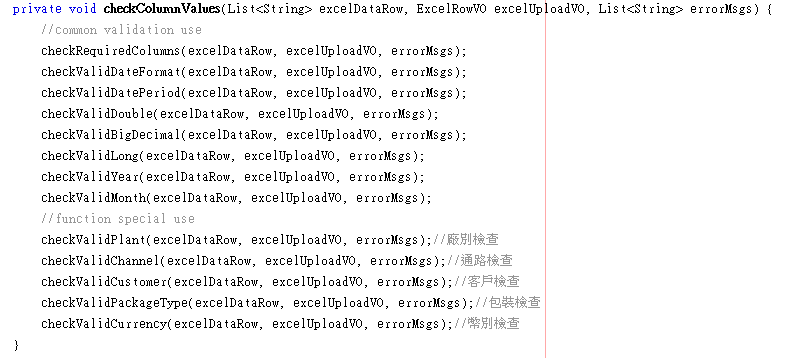 private void checkColumnValues(List<String> excelDataRow, ExcelRowVO excelUploadVO, List<String> errorMsgs) {
//common validation use
checkRequiredColumns(excelDataRow, excelUploadVO, errorMsgs);
checkValidDateFormat(excelDataRow, excelUploadVO, errorMsgs);
checkValidDatePeriod(excelDataRow, excelUploadVO, errorMsgs);
checkValidDouble(excelDataRow, excelUploadVO, errorMsgs);
checkValidBigDecimal(excelDataRow, excelUploadVO, errorMsgs);
checkValidLong(excelDataRow, excelUploadVO, errorMsgs);
checkValidYear(excelDataRow, excelUploadVO, errorMsgs);
checkValidMonth(excelDataRow, excelUploadVO, errorMsgs);
//function special use
checkValidPlant(excelDataRow, excelUploadVO, errorMsgs);//廠別檢查
checkValidChannel(excelDataRow, excelUploadVO, errorMsgs);//通路檢查
checkValidCustomer(excelDataRow, excelUploadVO, errorMsgs);//客戶檢查
checkValidPackageType(excelDataRow, excelUploadVO, errorMsgs);//包裝檢查
checkValidCurrency(excelDataRow, excelUploadVO, errorMsgs);//幣別檢查
}